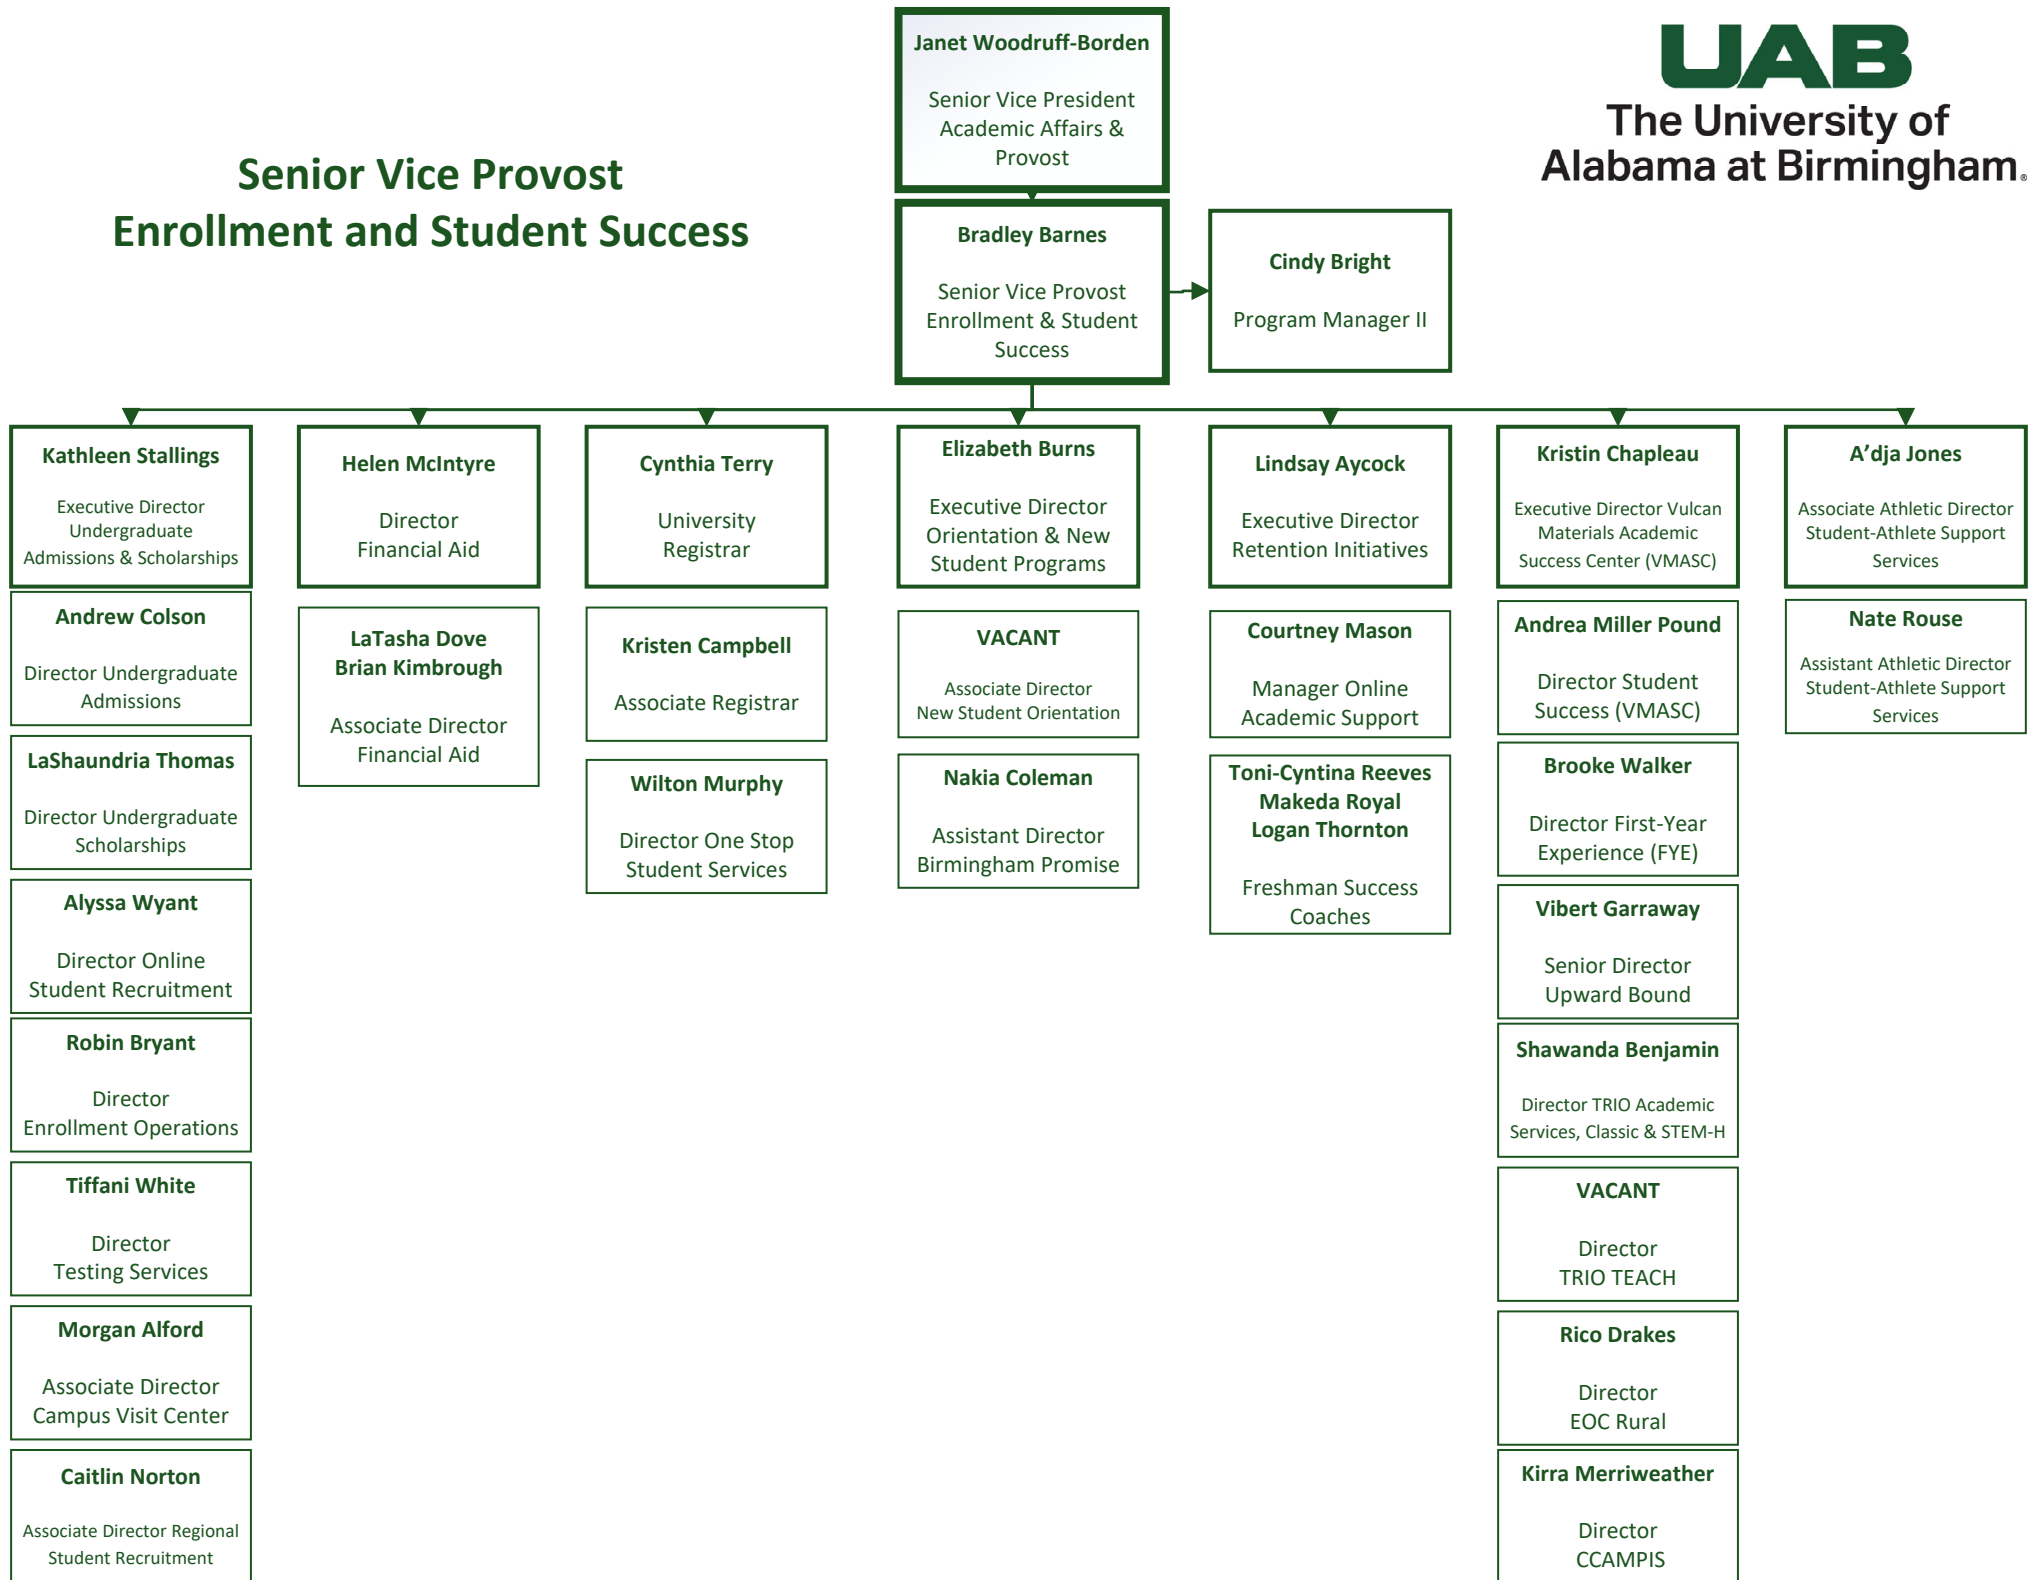 Janet Woodruff-Borden
Senior Vice President
Academic Affairs &
Provost
UAB
The University of
Alabama at Birmingham®
Senior Vice Provost
Enrollment and Student Success
Bradley Barnes
Senior Vice Provost
Enrollment & Student
Success
Cindy Bright
Program Manager II
Kathleen Stallings
Executive Director
Undergraduate
Admissions & Scholarships
Andrew Colson
Director Undergraduate
Admissions
LaShaundria Thomas
Director Undergraduate
Scholarships
Alyssa Wyant
Director Online
Student Recruitment
Robin Bryant
Director
Enrollment Operations
Tiffani White
Director
Testing Services
Morgan Alford
Associate Director
Campus Visit Center
Caitlin Norton
Associate Director Regional
Student Recruitment
Helen McIntyre
Director
Financial Aid
LaTasha Dove
Brian Kimbrough
Associate Director
Financial Aid
Cynthia Terry
University
Registrar
Kristen Campbell
Associate Registrar
Wilton Murphy
Director One Stop
Student Services
Elizabeth Burns
Executive Director
Orientation & New
Student Programs
VACANT
Associate Director
New Student Orientation
Nakia Coleman
Assistant Director
Birmingham Promise
Lindsay Aycock
Executive Director
Retention Initiatives
Courtney Mason
Manager Online
Academic Support
Toni-Cyntina Reeves
Makeda Royal
Logan Thornton
Freshman Success
Coaches
Kristin Chapleau
Executive Director Vulcan
Materials Academic
Success Center (VMASC)
Andrea Miller Pound
Director Student
Success (VMASC)
Brooke Walker
Director First-Year
Experience (FYE)
Vibert Garraway
Senior Director
Upward Bound
Shawanda Benjamin
Director TRIO Academic
Services, Classic & STEM-H
VACANT
Director
TRIO TEACH
Rico Drakes
Director
EOC Rural
Kirra Merriweather
Director
CCAMPIS
A’dja Jones
Associate Athletic Director
Student-Athlete Support
Services
Nate Rouse
Assistant Athletic Director
Student-Athlete Support
Services